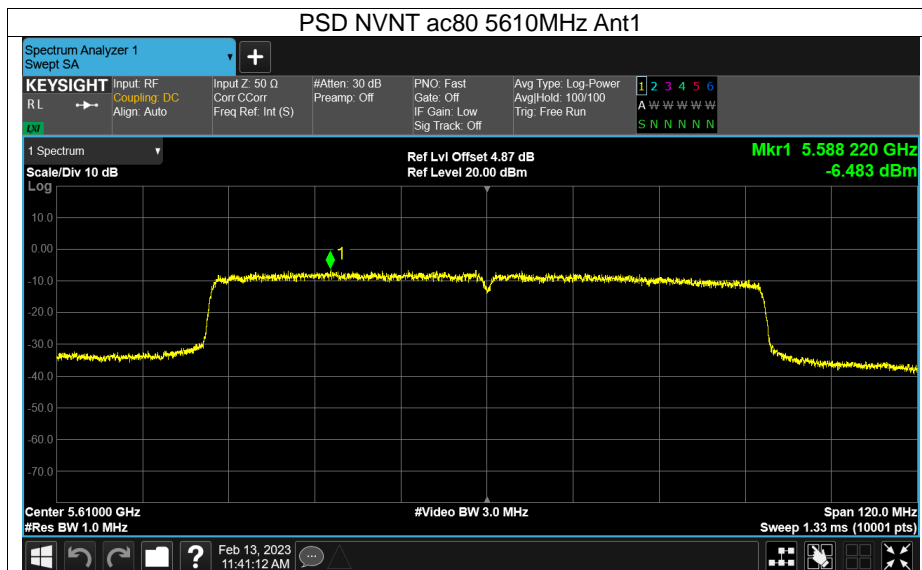 PSD NVNT ac80 5610MHz Ant1
Spectrum Analyzer 1
Swept SA
+
KEYSIGHT
RL
LXI
Input: RF
Coupling: DC
Align: Auto
Input Z: 50 Ω
Corr CCorr
Freq Ref: Int (S)
#Atten: 30 dB
Preamp: Off
PNO: Fast
Gate: Off
IF Gain: Low
Sig Track: Off
Avg Type: Log-Power
Avg|Hold: 100/100
Trig: Free Run
1 2 3 4 5 6
A W W W W W
S N N N N N
1 Spectrum
Scale/Div 10 dB
Ref Lvl Offset 4.87 dB
Ref Level 20.00 dBm
Mkr1 5.588 220 GHz
-6.483 dBm
Log
10.0
0.00
-10.0
-20.0
-30.0
-40.0
-50.0
-60.0
-70.0
1
Center 5.61000 GHz
#Video BW 3.0 MHz
Span 120.0 MHz
#Res BW 1.0 MHz
Sweep 1.33 ms (10001 pts)
?
Feb 13, 2023
11:41:12 AM